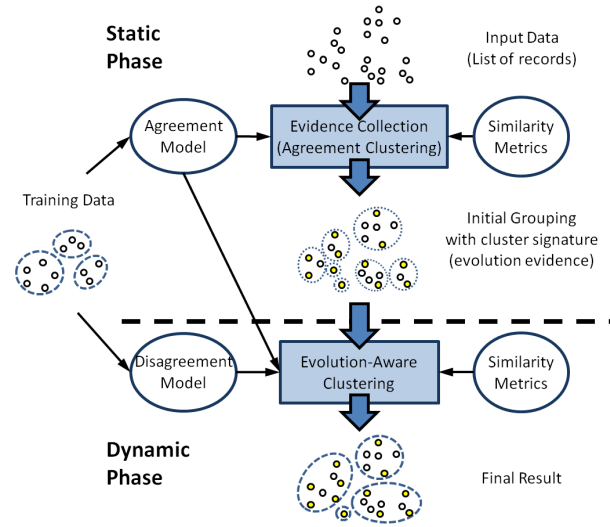 Static
Phase
Input Data
(List of records)
Agreement
Model
Evidence Collection
(Agreement Clustering)
Similarity
Metrics
Training Data
Initial Grouping
with cluster signature
(evolution evidence)
Disagreement
Model
Evolution-Aware
Clustering
Similarity
Metrics
Dynamic
Phase
Final Result